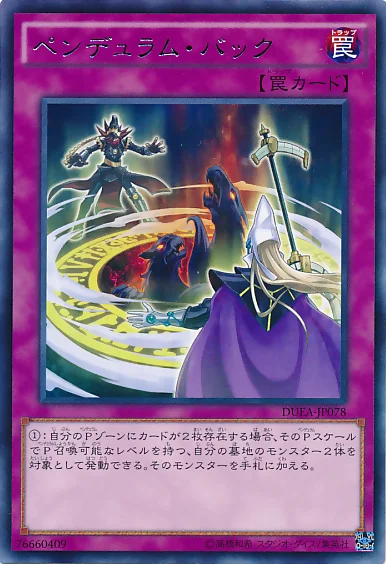 ペンデュラム・バック
トラップ
罠
【罠カード】
DUEA-JP078
①:自分のPゾーンにカードが2枚存在する場合、そのPスケール
でP召喚可能なレベルを持つ、自分の墓地のモンスター2体を
対象として発動できる。そのモンスターを手札に加える。
76660409
©高橋和希・スタジオ・ダイス/集英社